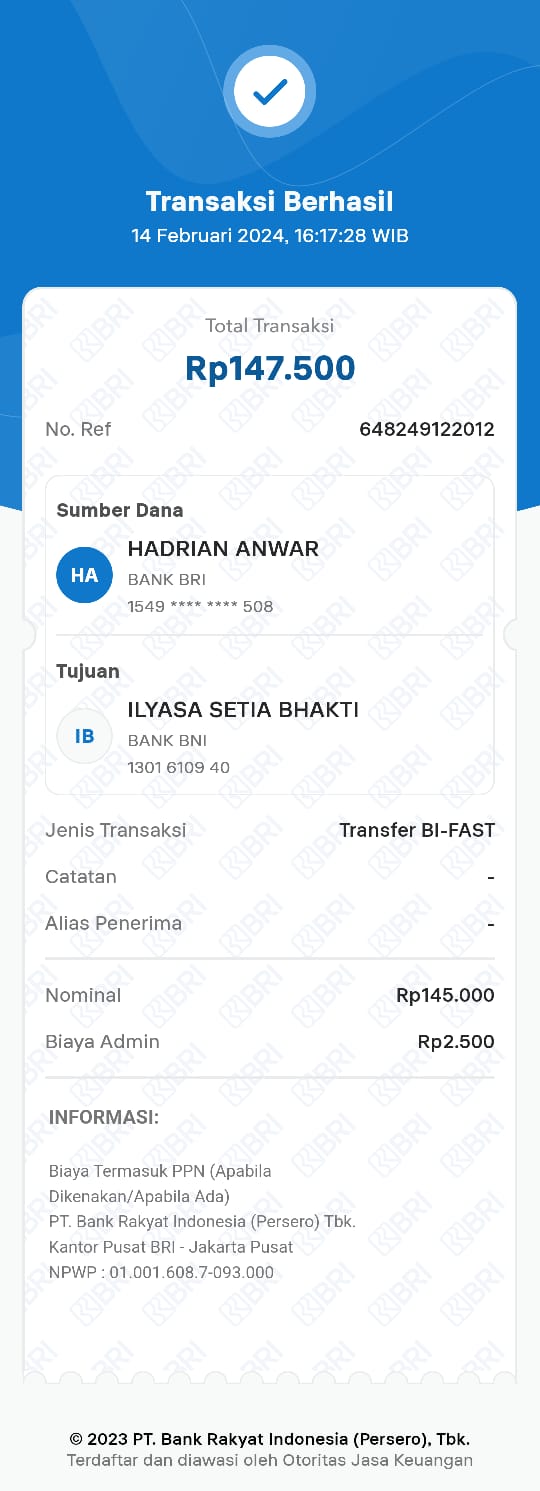 Transaksi Berhasil
14 Februari 2024, 16:17:28 WIB
Total Transaksi
Rp147.500
No. Ref 648249122012
Sumber Dana
HA
HADRIAN ANWAR
BANK BRI
1549 **** **** 508
Tujuan
IB
ILYASA SETIA BHAKTI
BANK BNI
1301 6109 40
Jenis Transaksi Transfer BI-FAST
Catatan -
Alias Penerima -
Nominal Rp145.000
Biaya Admin Rp2.500
INFORMASI:
Biaya Termasuk PPN (Apabila
Dikenakan/Apabila Ada)
PT. Bank Rakyat Indonesia (Persero) Tbk.
Kantor Pusat BRI - Jakarta Pusat
NPWP : 01.001.608.7-093.000
© 2023 PT. Bank Rakyat Indonesia (Persero), Tbk.
Terdaftar dan diawasi oleh Otoritas Jasa Keuangan